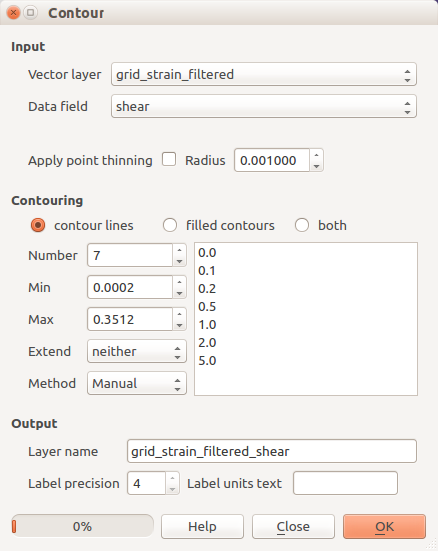 Contour
Input
Vector layer grid_strain_filtered
Data field shear
Apply point thinning Radius 0.001000
Contouring
contour lines filled contours both
Number 7
Min 0.0002
Max 0.3512
Extend neither
Method Manual
0.0
0.1
0.2
0.5
1.0
2.0
5.0
Output
Layer name grid_strain_filtered_shear
Label precision 4 Label units text
0% Help Close OK